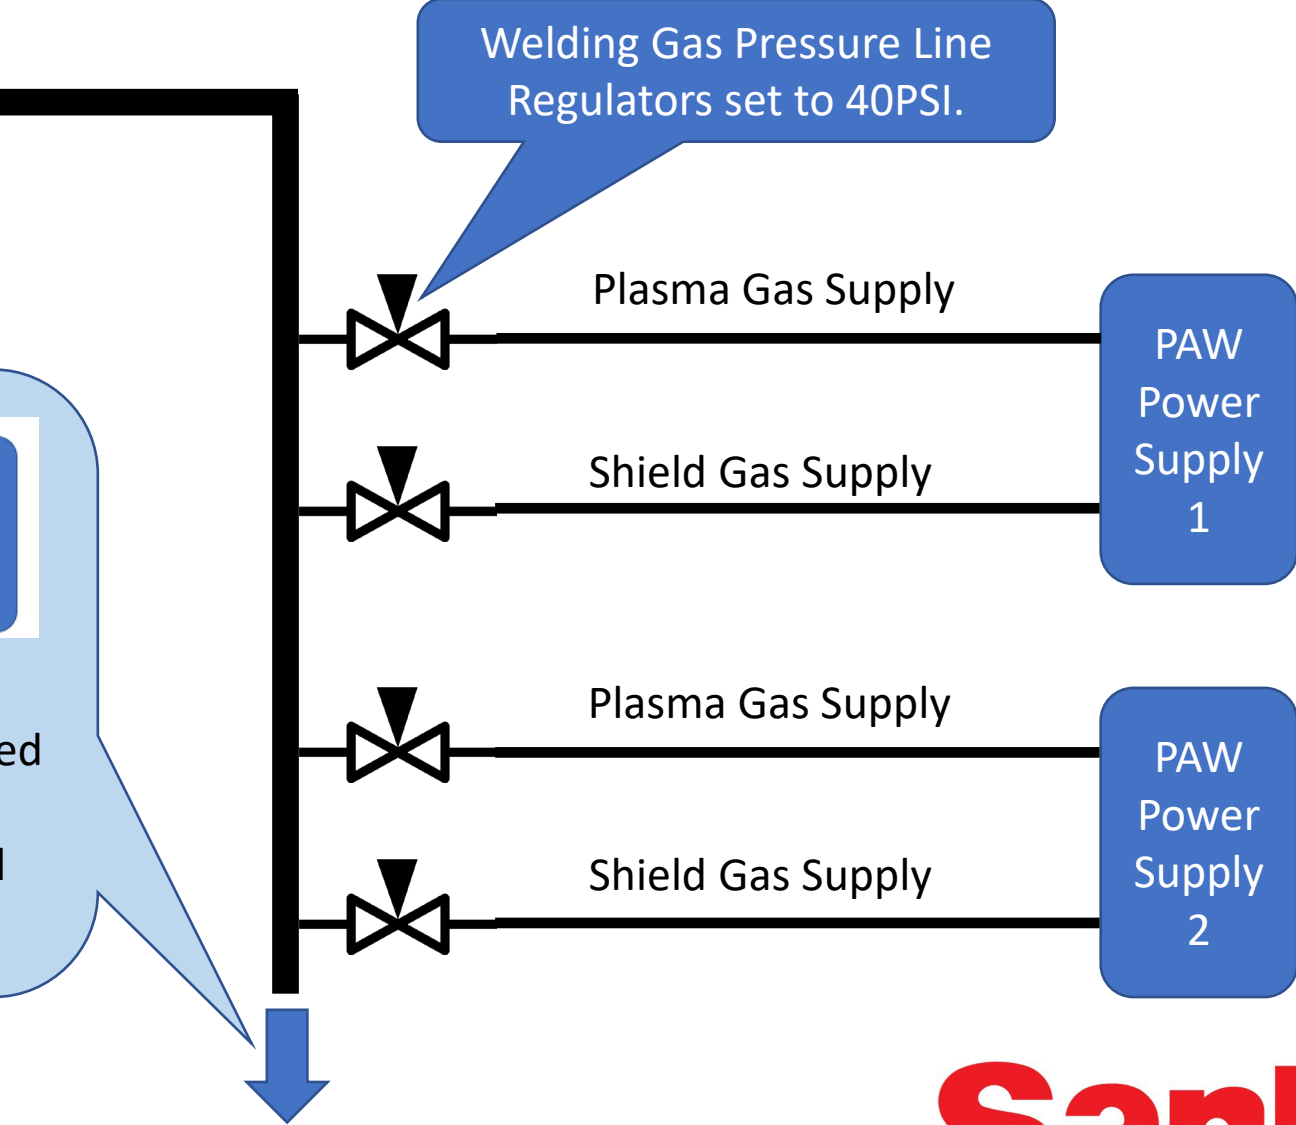 Welding Gas Pressure Line
Regulators set to 40PSI.
Plasma Gas Supply
Shield Gas Supply
PAW
Power
Supply
1
Plasma Gas Supply
Shield Gas Supply
PAW
Power
Supply
2